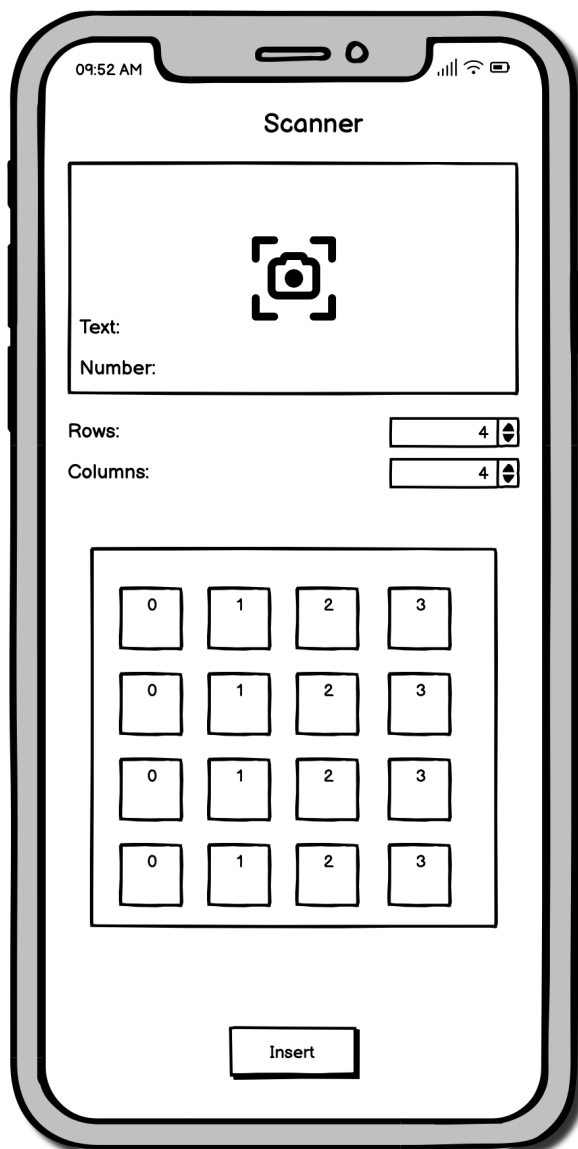 09:52 AM
Scanner
Text:
Number:
Rows: 4
Columns: 4
0 1 2 3
0 1 2 3
0 1 2 3
0 1 2 3
Insert